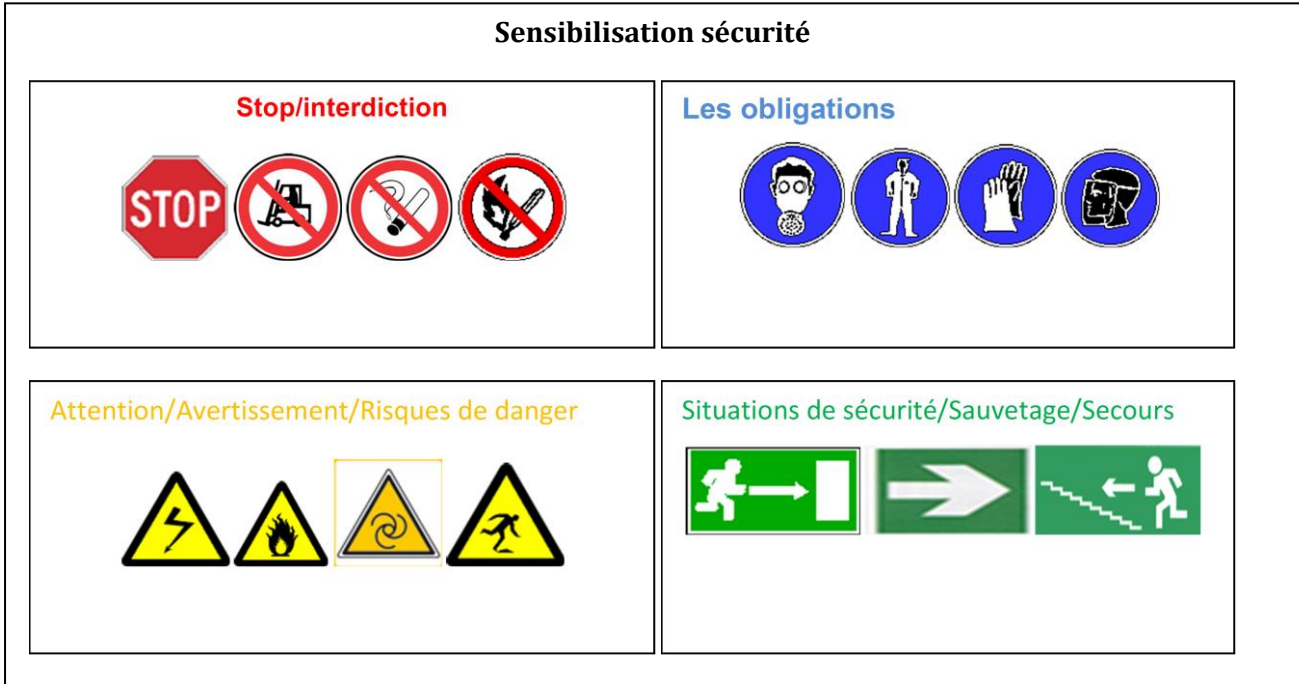 Sensibilisation sécurité
Stop/interdiction
STOP
Les obligations
Attention/Avertissement/Risques de danger
Situations de sécurité/Sauvetage/Secours